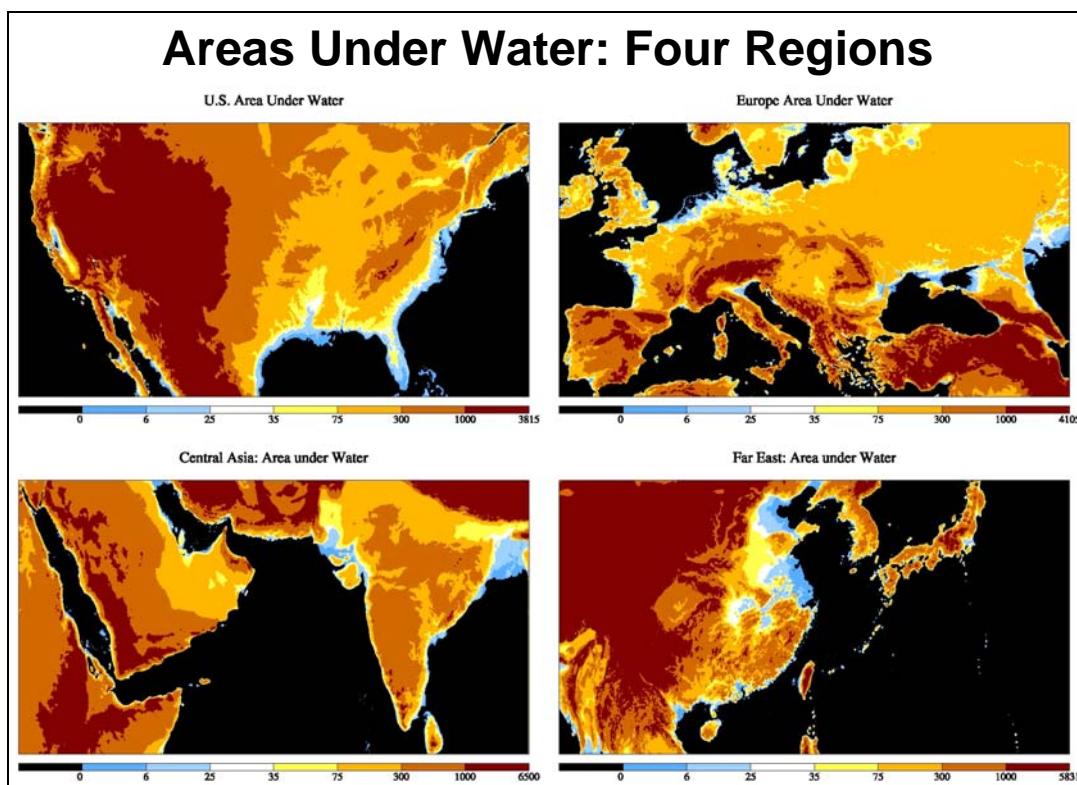 Areas Under Water: Four Regions
U.S. Area Under Water
Europe Area Under Water
0 6 25 35 75 300 1000 3815
0 6 25 35 75 300 1000 4105
Central Asia: Area under Water
Far East: Area under Water
0 6 25 35 75 300 1000 6500
0 6 25 35 75 300 1000 5831